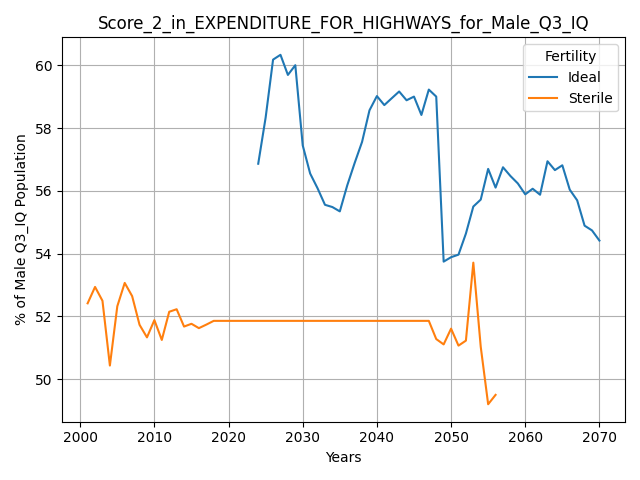 Score_2_in_EXPENDITURE_FOR_HIGHWAYS_for_Male_Q3_IQ
Fertility
Ideal
Sterile
% of Male Q3_IQ Population
60
58
56
54
52
50
2000 2010 2020 2030 2040 2050 2060 2070
Years